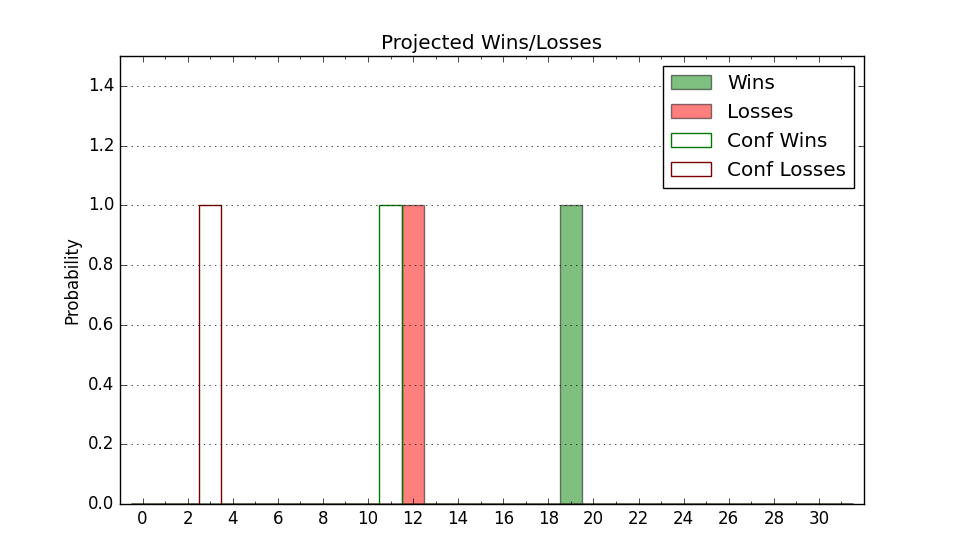 Projected Wins/Losses
Wins
Losses
Conf Wins
Conf Losses
Probability
1.4
1.2
1.0
0.8
0.6
0.4
0.2
0.0
0 2 4 6 8 10 12 14 16 18 20 22 24 26 28 30